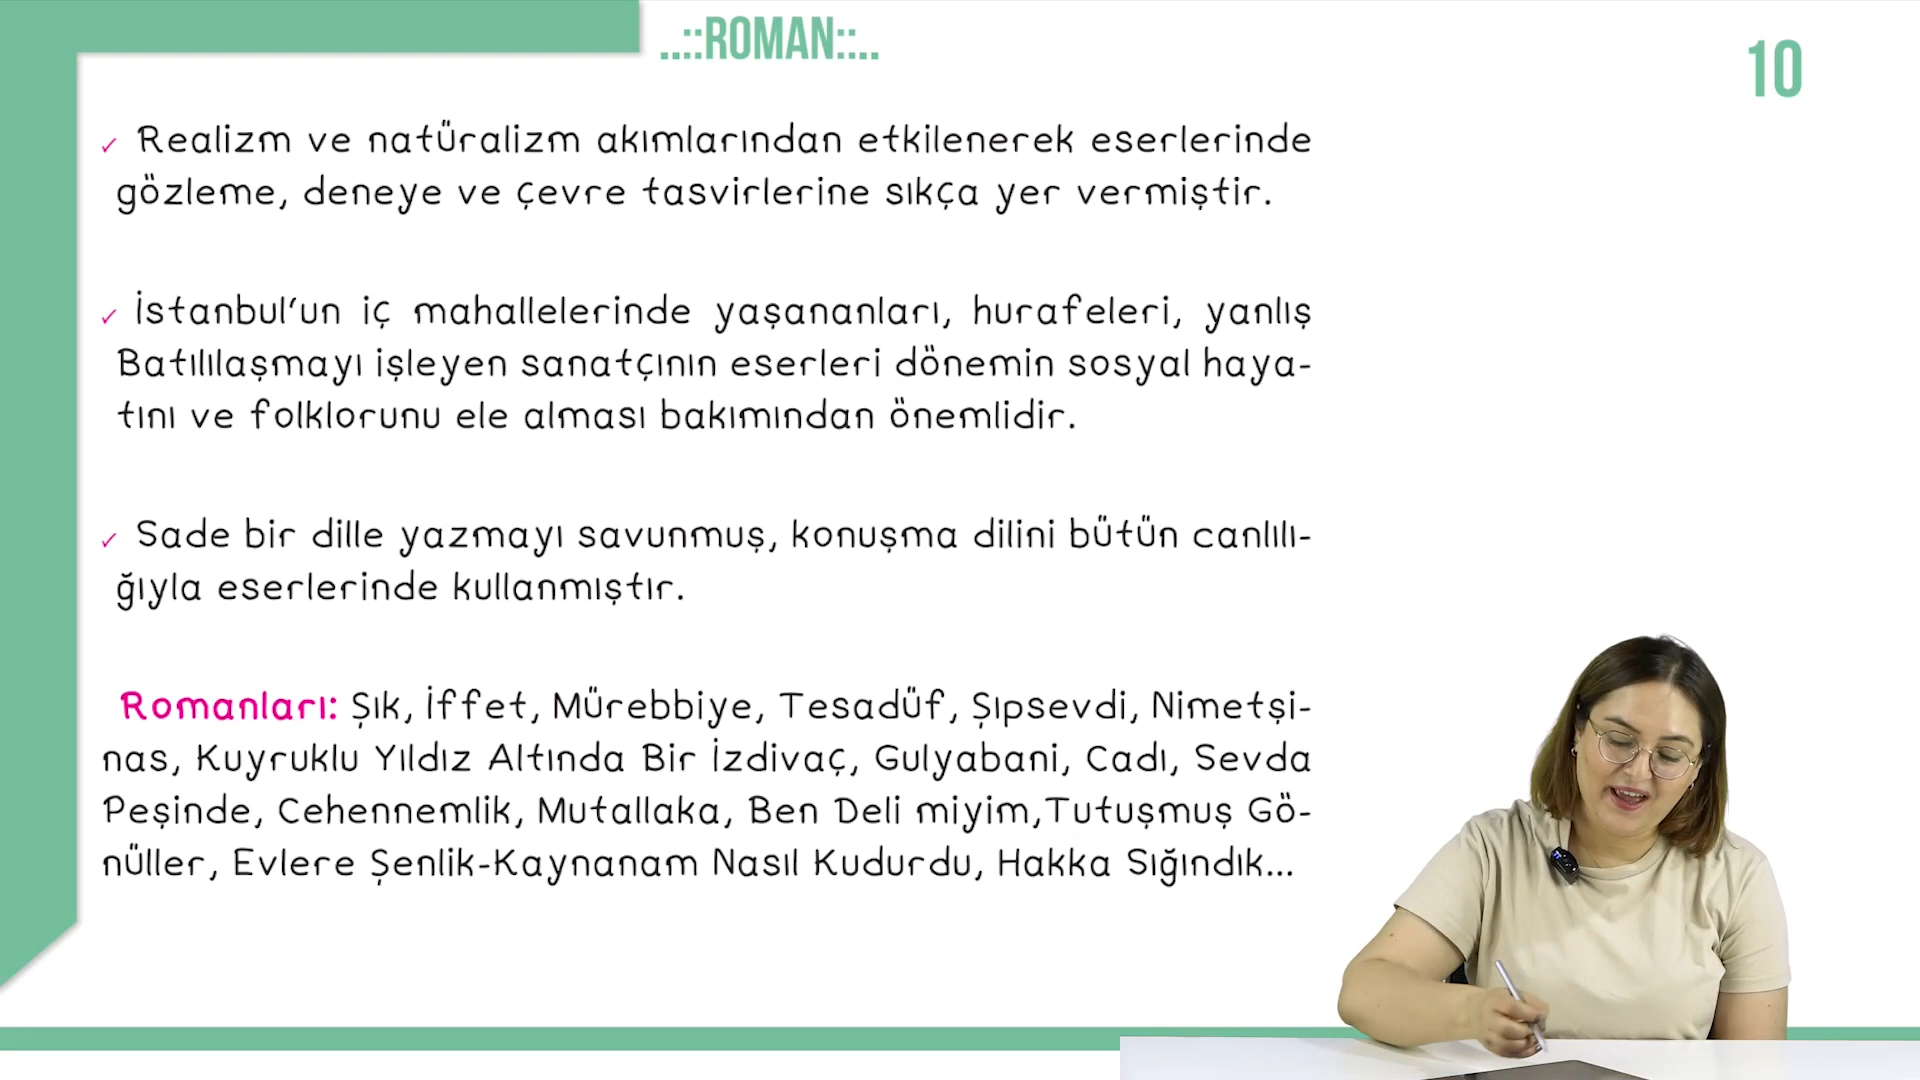 ..::ROMAN::..
10
✓ Realizm ve natüralizm akımlarından etkilenerek eserlerinde
gözleme, deneye ve çevre tasvirlerine sıkça yer vermiştir.
✓ İstanbul'un iç mahallelerinde yaşananları, hurafeleri, yanlış
Batılılaşmayı işleyen sanatçının eserleri dönemin sosyal haya-
tını ve folklorunu ele alması bakımından önemlidir.
✓ Sade bir dille yazmayı savunmuş, konuşma dilini bütün canlılı-
ğıyla eserlerinde kullanmıştır.
Romanları: Şık, İffet, Mürebbiye, Tesadüf, Şıpsevdi, Nimetşi-
nas, Kuyruklu Yıldız Altında Bir İzdivaç, Gulyabani, Cadı, Sevda
Peşinde, Cehennemlik, Mutallaka, Ben Deli miyim,Tutuşmuş Gö-
nüller, Evlere Şenlik-Kaynanam Nasıl Kudurdu, Hakka Sığındık...